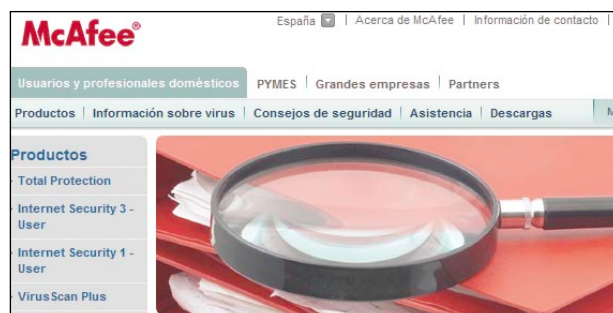 McAfee®
España | Acerca de McAfee | Información de contacto |
Usuarios y profesionales domésticos PYMES | Grandes empresas | Partners
Productos | Información sobre virus | Consejos de seguridad | Asistencia | Descargas
Productos
Total Protection
Internet Security 3 -
User
Internet Security 1 -
User
VirusScan Plus